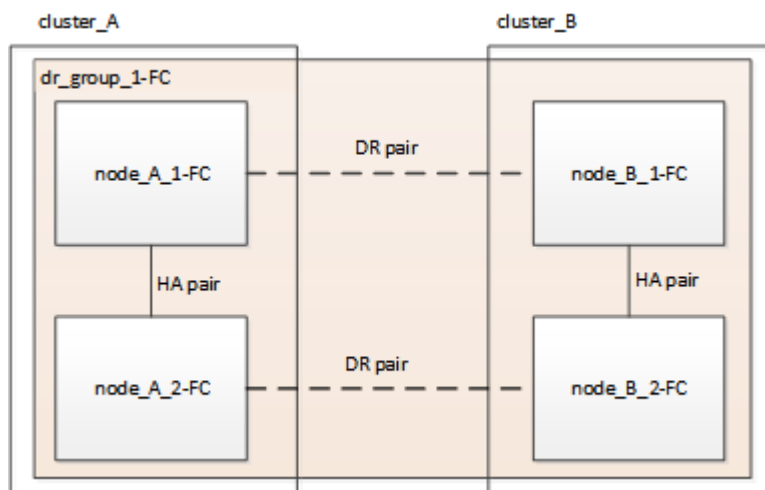 cluster_A
cluster_B
dr_group_1-FC
node_A_1-FC
DR pair
node_B_1-FC
HA pair
HA pair
node_A_2-FC
DR pair
node_B_2-FC